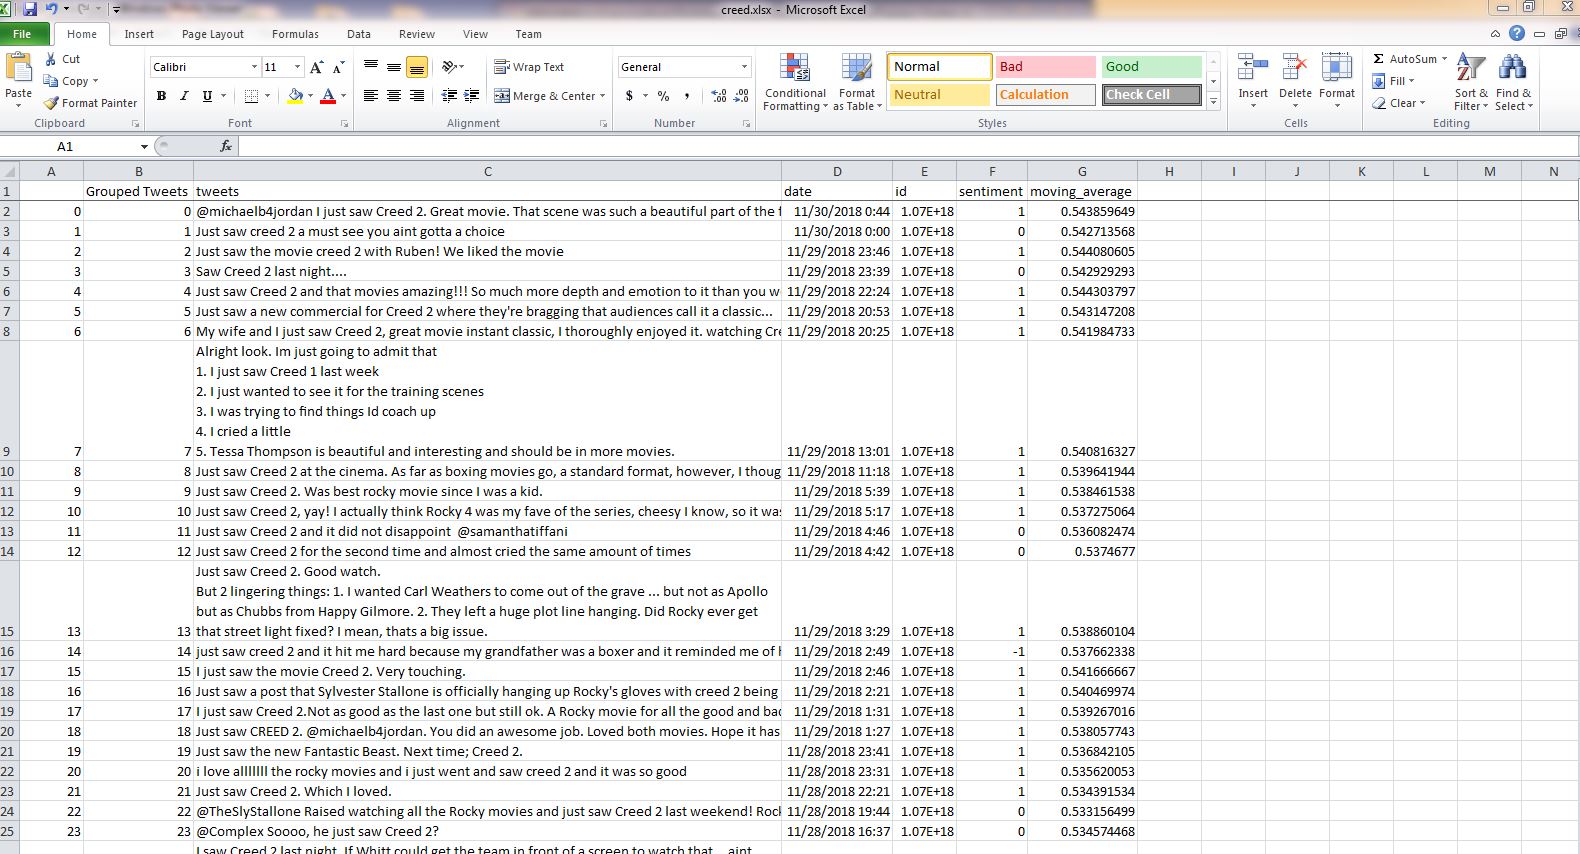 creed.xlsx - Microsoft Excel
File Home Insert Page Layout Formulas Data Review View Team
Paste
Cut
Copy
Format Painter
Clipboard
Calibri 11
B I U
Font
Wrap Text
Merge & Center
Alignment
General
$ % ,
Number
Conditional Formatting
Format as Table
Normal Bad Good
Neutral Calculation Check Cell
Styles
Insert Delete Format
Cells
AutoSum
Fill
Clear
Sort & Filter
Find & Select
Editing
A1 fx
A B C D E F G H I J K L M N
1 Grouped Tweets tweets date id sentiment moving_average
2 0 0 @michaelb4jordan I just saw Creed 2. Great movie. That scene was such a beautiful part of the 11/30/2018 0:44 1.07E+18 1 0.543859649
3 1 1 Just saw creed 2 a must see you aint gotta a choice 11/30/2018 0:00 1.07E+18 0 0.542713568
4 2 2 Just saw the movie creed 2 with Ruben! We liked the movie 11/29/2018 23:46 1.07E+18 1 0.544080605
5 3 3 Saw Creed 2 last night.... 11/29/2018 23:39 1.07E+18 0 0.542929293
6 4 4 Just saw Creed 2 and that movies amazing!!! So much more depth and emotion to it than you w 11/29/2018 22:24 1.07E+18 1 0.544303797
7 5 5 Just saw a new commercial for Creed 2 where they're bragging that audiences call it a classic... 11/29/2018 20:53 1.07E+18 1 0.543147208
8 6 6 My wife and I just saw Creed 2, great movie instant classic, I thoroughly enjoyed it. watching Cre 11/29/2018 20:25 1.07E+18 1 0.541984733
Alright look. Im just going to admit that
1. I just saw Creed 1 last week
2. I just wanted to see it for the training scenes
3. I was trying to find things Id coach up
4. I cried a little
9 7 7 5. Tessa Thompson is beautiful and interesting and should be in more movies. 11/29/2018 13:01 1.07E+18 1 0.540816327
10 8 8 Just saw Creed 2 at the cinema. As far as boxing movies go, a standard format, however, I thoug 11/29/2018 11:18 1.07E+18 1 0.539641944
11 9 9 Just saw Creed 2. Was best rocky movie since I was a kid. 11/29/2018 5:39 1.07E+18 1 0.538461538
12 10 10 Just saw Creed 2, yay! I actually think Rocky 4 was my fave of the series, cheesy I know, so it was 11/29/2018 5:17 1.07E+18 1 0.537275064
13 11 11 Just saw Creed 2 and it did not disappoint @samanthatiffani 11/29/2018 4:46 1.07E+18 0 0.536082474
14 12 12 Just saw Creed 2 for the second time and almost cried the same amount of times 11/29/2018 4:42 1.07E+18 0 0.5374677
Just saw Creed 2. Good watch.
But 2 lingering things: 1. I wanted Carl Weathers to come out of the grave ... but not as Apollo
but as Chubbs from Happy Gilmore. 2. They left a huge plot line hanging. Did Rocky ever get
15 13 13 that street light fixed? I mean, thats a big issue. 11/29/2018 3:29 1.07E+18 1 0.538860104
16 14 14 just saw creed 2 and it hit me hard because my grandfather was a boxer and it reminded me of 11/29/2018 2:49 1.07E+18 -1 0.537662338
17 15 15 I just saw the movie Creed 2. Very touching. 11/29/2018 2:46 1.07E+18 1 0.541666667
18 16 16 Just saw a post that Sylvester Stallone is officially hanging up Rocky's gloves with creed 2 being 11/29/2018 2:21 1.07E+18 1 0.540469974
19 17 17 I just saw Creed 2.Not as good as the last one but still ok. A Rocky movie for all the good and bad 11/29/2018 1:31 1.07E+18 1 0.539267016
20 18 18 Just saw CREED 2. @michaelb4jordan. You did an awesome job. Loved both movies. Hope it has 11/29/2018 1:27 1.07E+18 1 0.538057743
21 19 19 Just saw the new Fantastic Beast. Next time; Creed 2. 11/28/2018 23:41 1.07E+18 1 0.536842105
22 20 20 i love alllllll the rocky movies and i just went and saw creed 2 and it was so good 11/28/2018 23:31 1.07E+18 1 0.535620053
23 21 21 Just saw Creed 2. Which I loved. 11/28/2018 22:21 1.07E+18 1 0.534391534
24 22 22 @TheSlyStallone Raised watching all the Rocky movies and just saw Creed 2 last weekend! Rock 11/28/2018 19:44 1.07E+18 0 0.533156499
25 23 23 @Complex Soooo, he just saw Creed 2? 11/28/2018 16:37 1.07E+18 0 0.534574468
I saw Creed 2 last night. If Whitt could get the team in front of a screen to watch that... aint